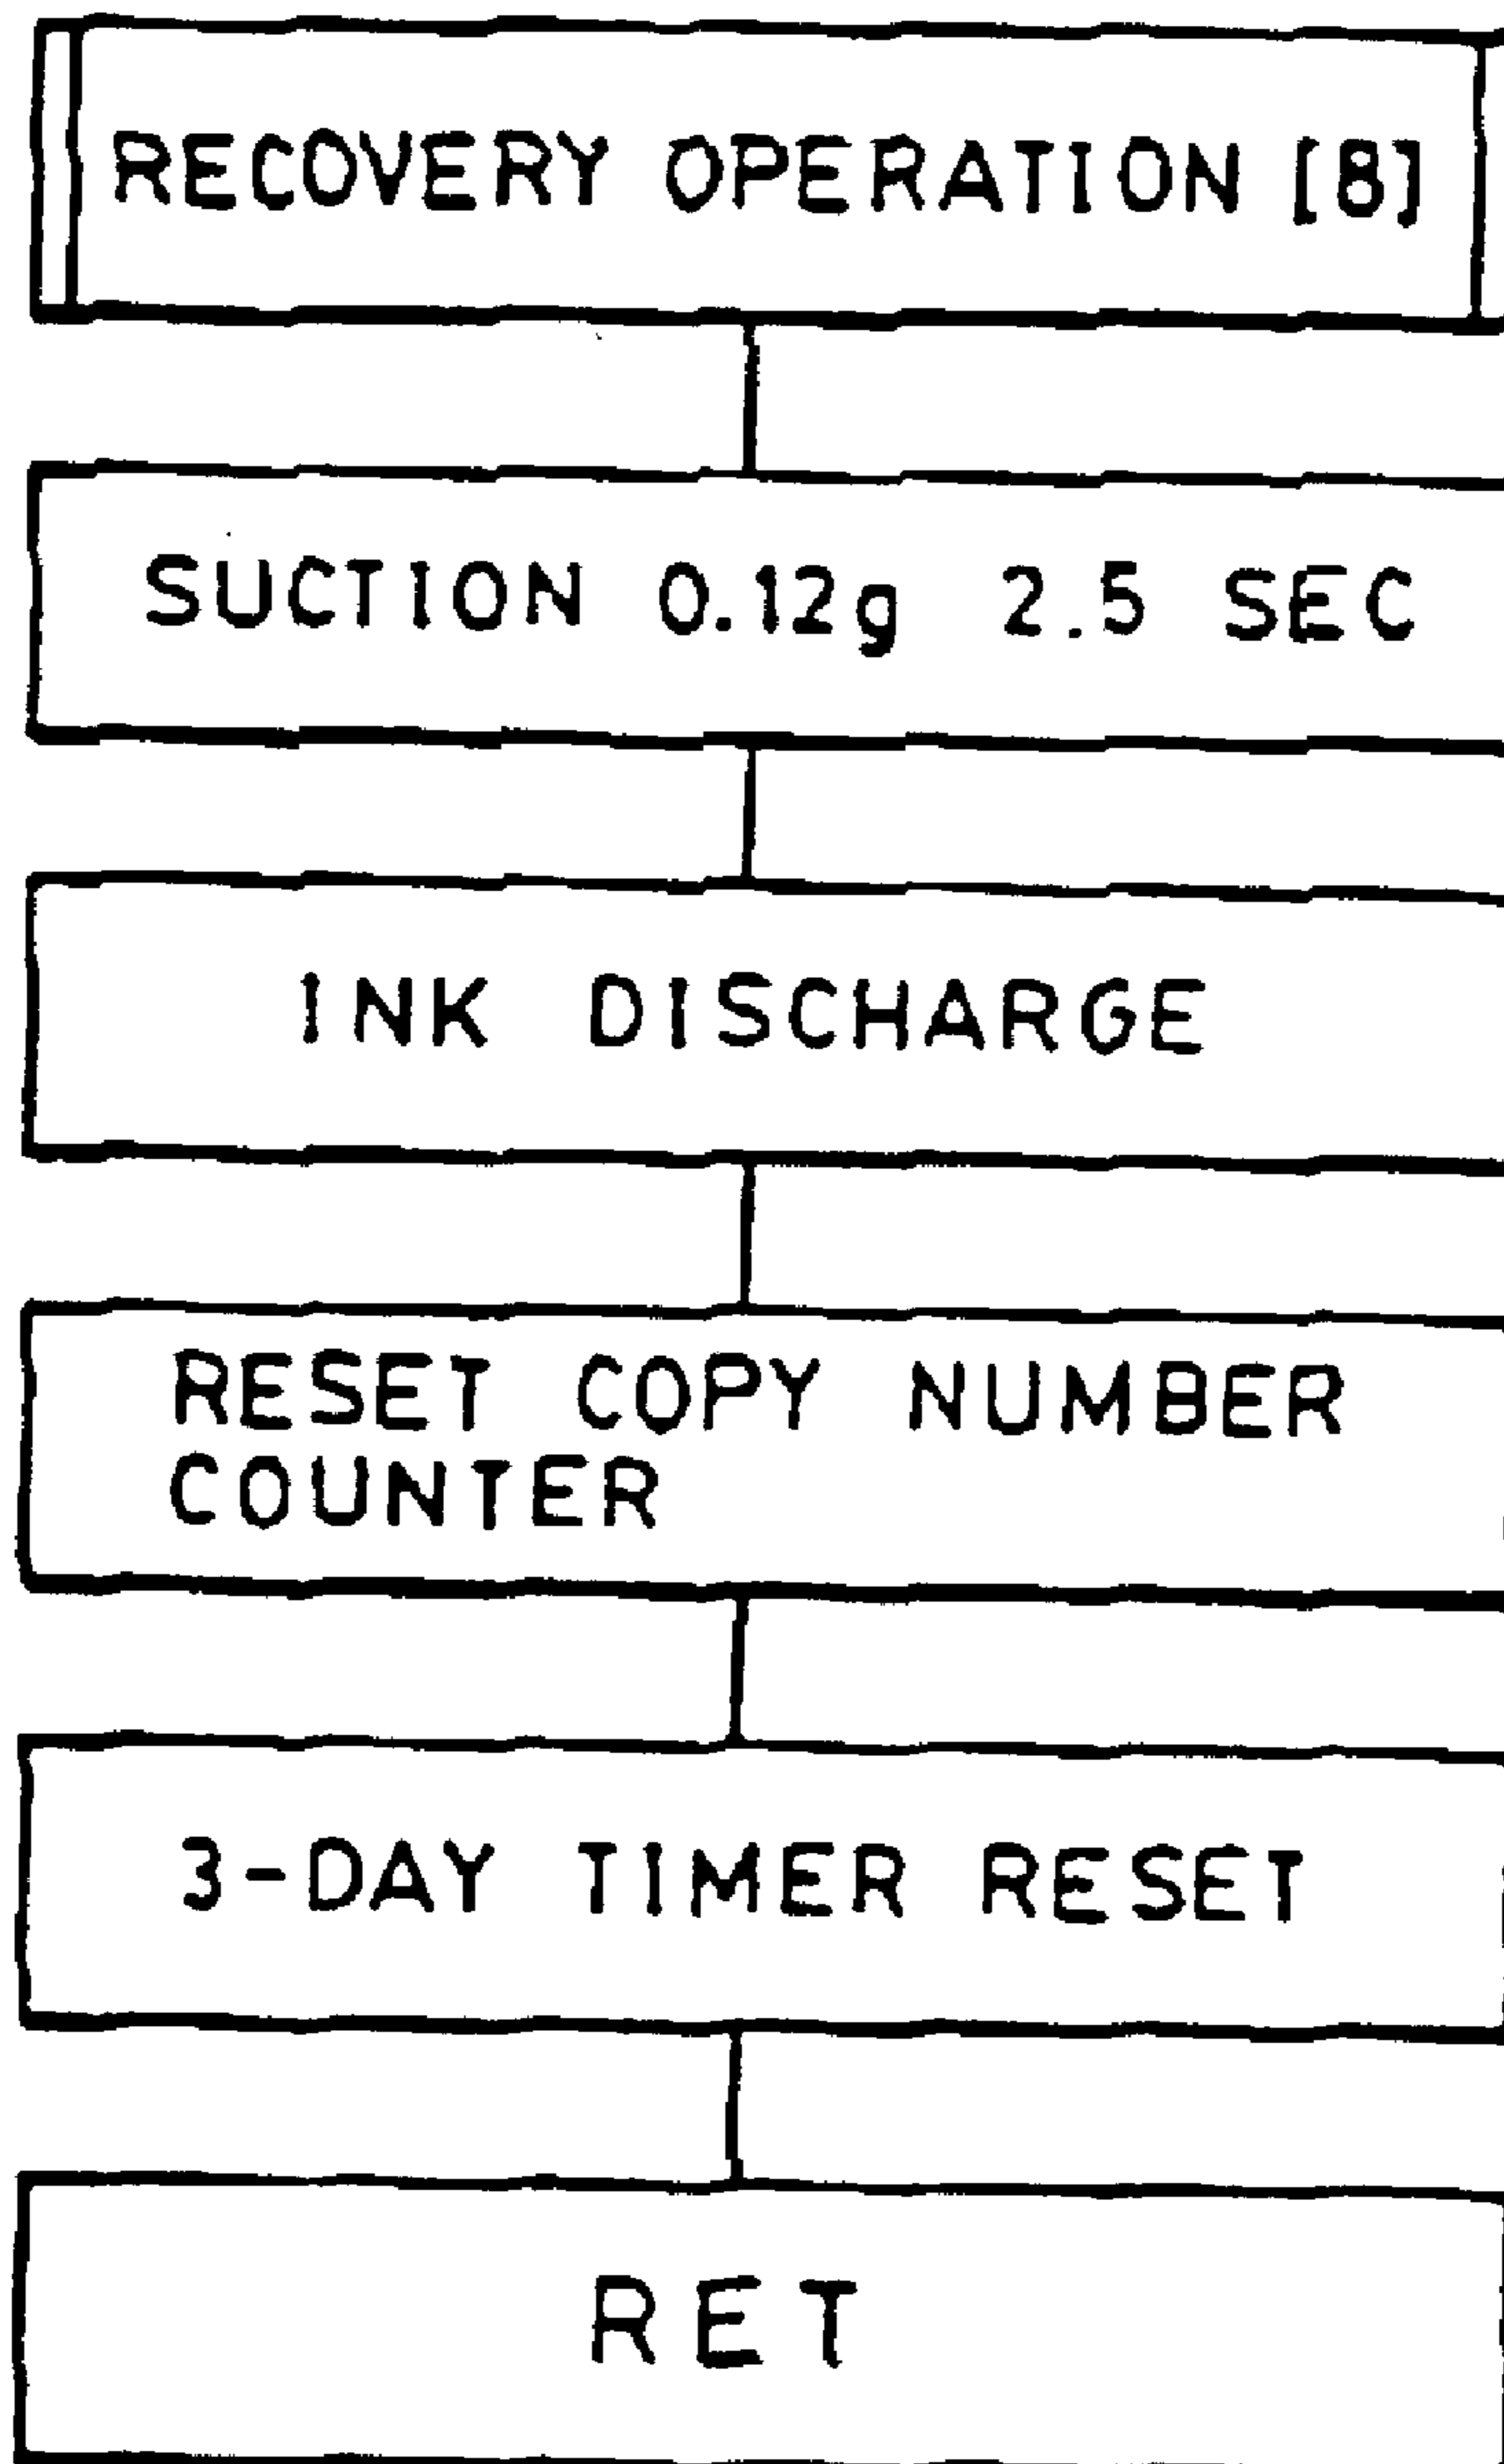 RECOVERY OPERATION [8]
SUCTION 0.12g 2.5 SEC
INK DISCHARGE
RESET COPY NUMBER
COUNTER
3-DAY TIMER RESET
RET